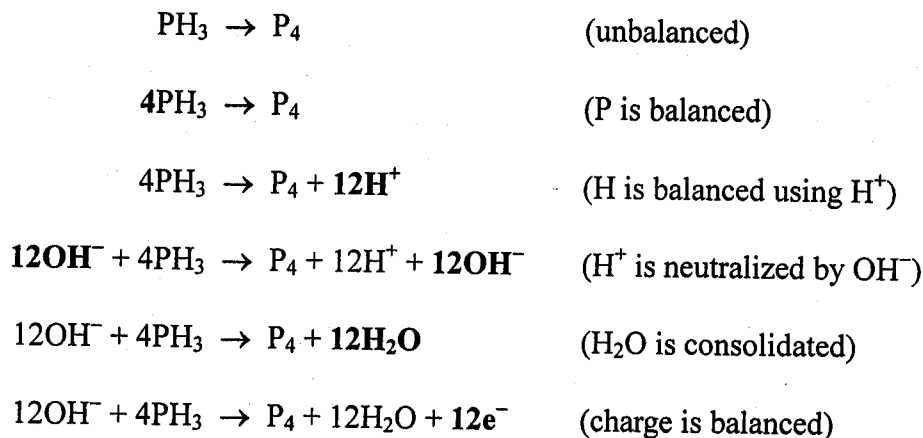 PH₃ → P₄ (unbalanced)
4PH₃ → P₄ (P is balanced)
4PH₃ → P₄ + 12H⁺ (H is balanced using H⁺)
12OH⁻ + 4PH₃ → P₄ + 12H⁺ + 12OH⁻ (H⁺ is neutralized by OH⁻)
12OH⁻ + 4PH₃ → P₄ + 12H₂O (H₂O is consolidated)
12OH⁻ + 4PH₃ → P₄ + 12H₂O + 12e⁻ (charge is balanced)